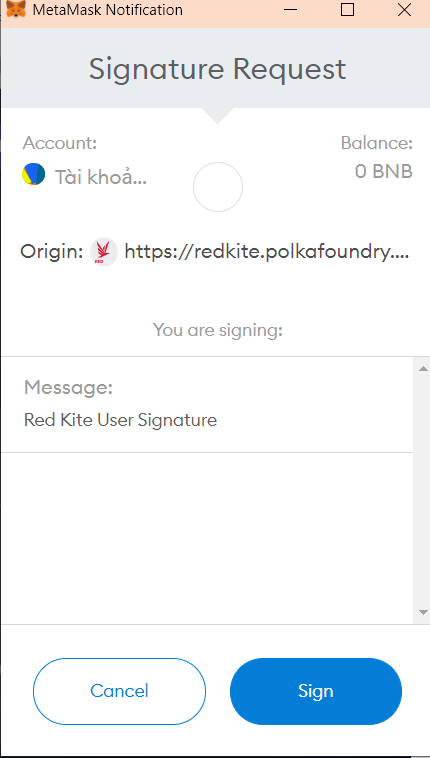 MetaMask Notification
Signature Request
Account:
Balance:
Tài khoả...
0 BNB
Origin: RED https://redkite.polkafoundry....
You are signing:
Message:
Red Kite User Signature
Cancel
Sign